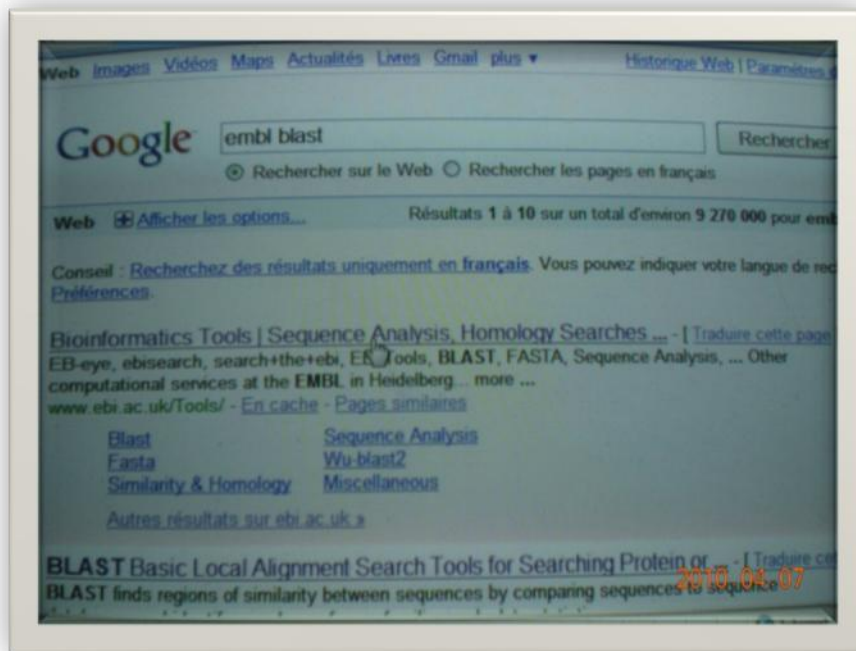 Web Images Vidéos Maps Actualités Livres Gmail plus ▼ Historique Web | Paramètres
Google embl blast Rechercher
Rechercher sur le Web Rechercher les pages en français
Web Afficher les options... Résultats 1 à 10 sur un total d'environ 9 270 000 pour
Conseil : Recherchez des résultats uniquement en français. Vous pouvez indiquer votre langue de
Préférences.
Bioinformatics Tools | Sequence Analysis, Homology Searches ... - [ Traduire cette page
EB-eye, ebisearch, search+the+ebi, Tools, BLAST, FASTA, Sequence Analysis, ... Other
computational services at the EMBL in Heidelberg... more ...
www.ebi.ac.uk/Tools/ - En cache - Pages similaires
Blast Sequence Analysis
Fasta Wu-blast2
Similarity & Homology Miscellaneous
Autres résultats sur ebi.ac.uk »
BLAST Basic Local Alignment Search Tools for Searching Protein or ... - [ Traduire
BLAST finds regions of similarity between sequences by comparing sequences to sequence
2010 04 07